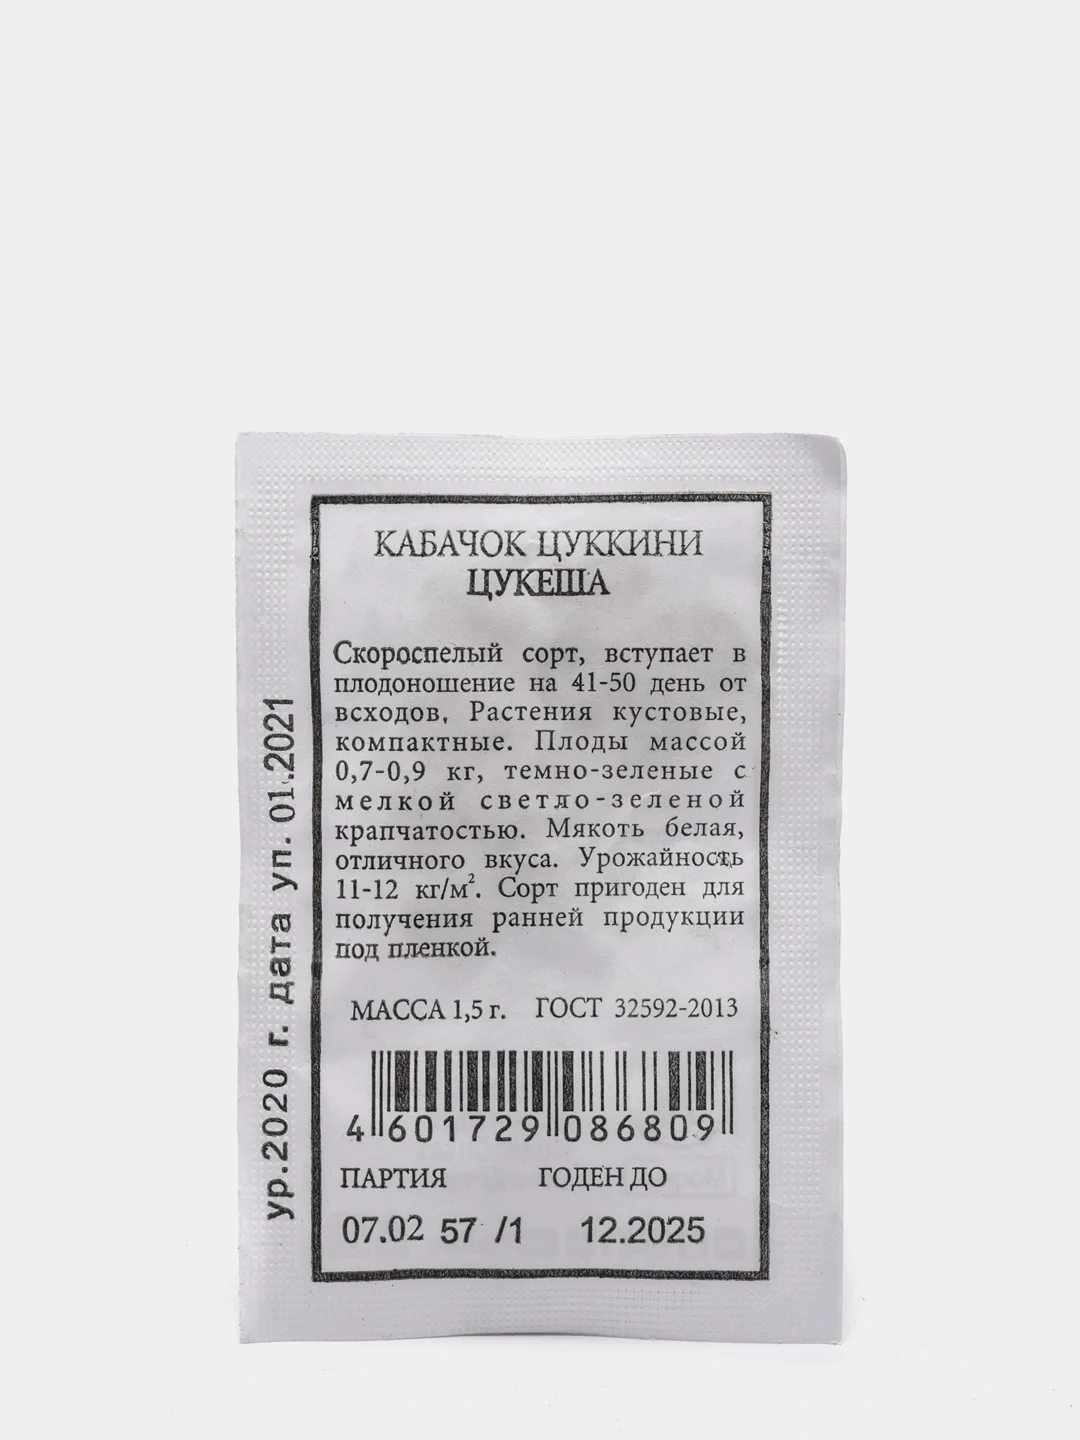 КАБАЧОК ЦУККИНИ
ЦУКЕША
Скороспелый сорт, вступает в
плодоношение на 41-50 день от
всходов. Растения кустовые,
компактные. Плоды массой
0,7-0,9 кг, темно-зеленые с
мелкой светло-зеленой
крапчатостью. Мякоть белая,
отличного вкуса. Урожайность
11-12 кг/м². Сорт пригоден для
получения ранней продукции
под пленкой.
МАССА 1,5 г. ГОСТ 32592-2013
4 601729 086809
ПАРТИЯ ГОДЕН ДО
07.02 57 /1 12.2025
ур.2020 г. дата уп. 01.2021